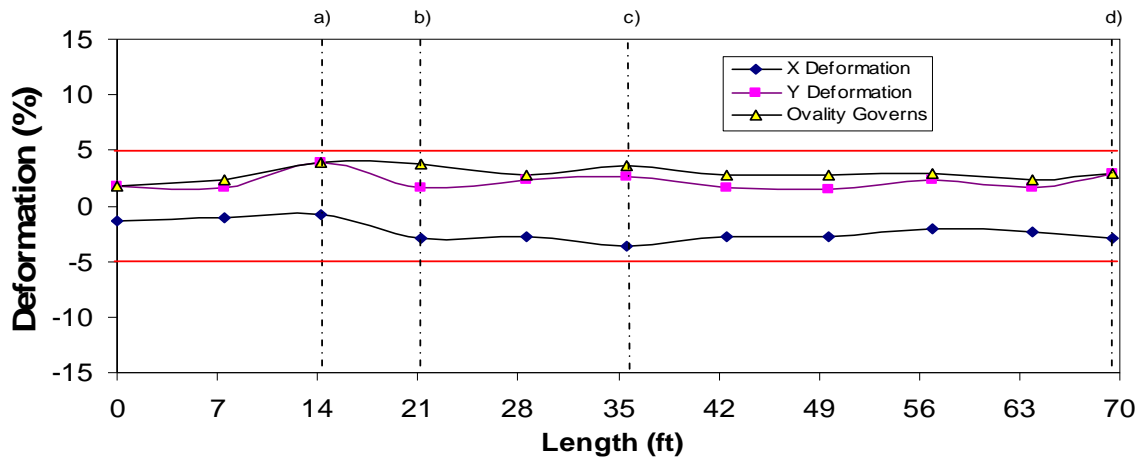 a)
b)
c)
d)
15
10
5
0
-5
-10
-15
Deformation (%)
X Deformation
Y Deformation
Ovality Governs
0
7
14
21
28
35
42
49
56
63
70
Length (ft)